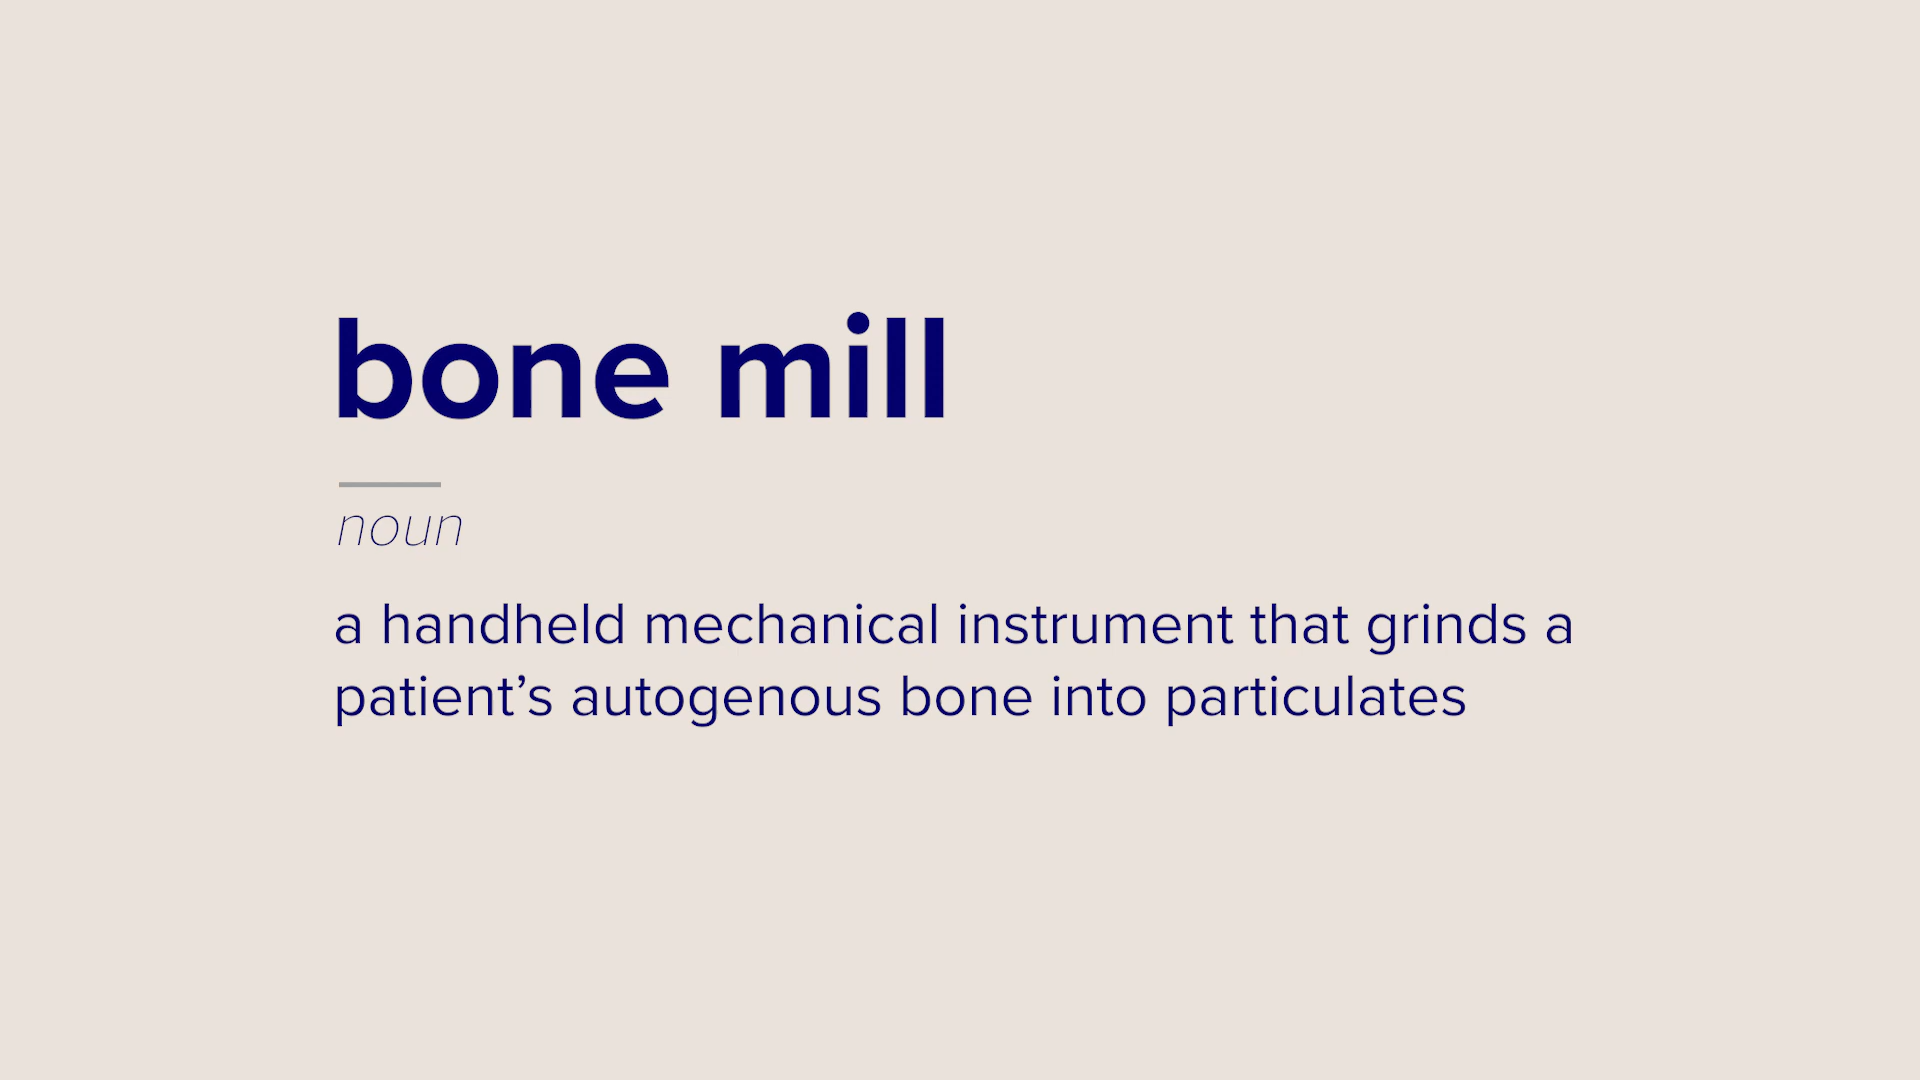 bone mill
noun
a handheld mechanical instrument that grinds a
patient’s autogenous bone into particulates